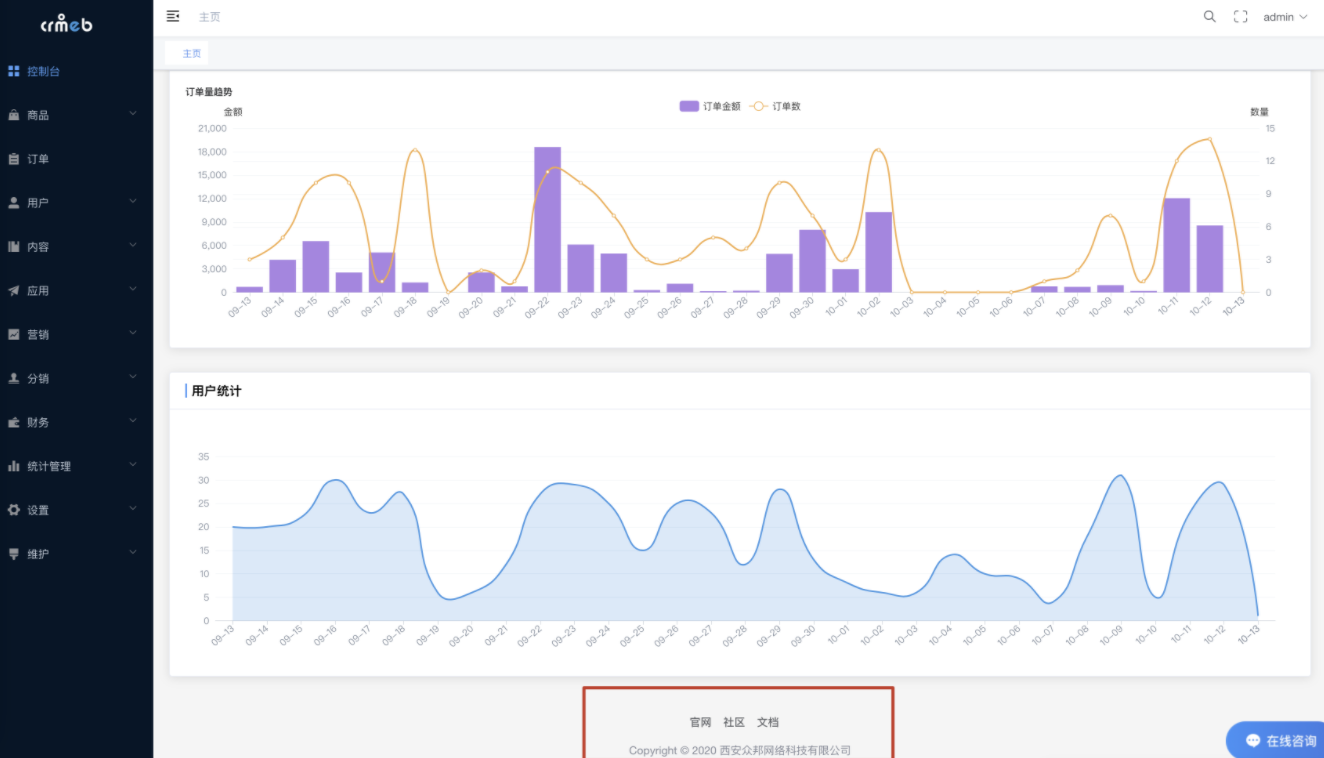 crmeb
主页
admin
主页
控制台
商品
订单
用户
内容
应用
营销
分销
财务
统计管理
设置
维护
订单量趋势
金额
订单金额 订单数
数量
21,000
18,000
15,000
12,000
9,000
6,000
3,000
0
15
12
9
6
3
0
09-13 09-14 09-15 09-16 09-17 09-18 09-19 09-20 09-21 09-22 09-23 09-24 09-25 09-26 09-27 09-28 09-29 09-30 10-01 10-02 10-03 10-04 10-05 10-06 10-07 10-08 10-09 10-10 10-11 10-12 10-13
用户统计
35
30
25
20
15
10
5
0
09-13 09-14 09-15 09-16 09-17 09-18 09-19 09-20 09-21 09-22 09-23 09-24 09-25 09-26 09-27 09-28 09-29 09-30 10-01 10-02 10-03 10-04 10-05 10-06 10-07 10-08 10-09 10-10 10-11 10-12 10-13
官网 社区 文档
Copyright © 2020 西安众邦网络科技有限公司
在线咨询